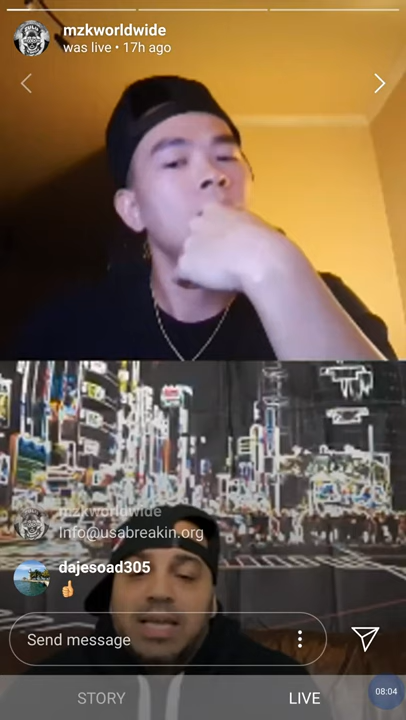 mzkworldwide
was live • 17h ago
mzkworldwide
Info@usabreakin.org
dajesoad305
👍
Send message
STORY
LIVE
08:04